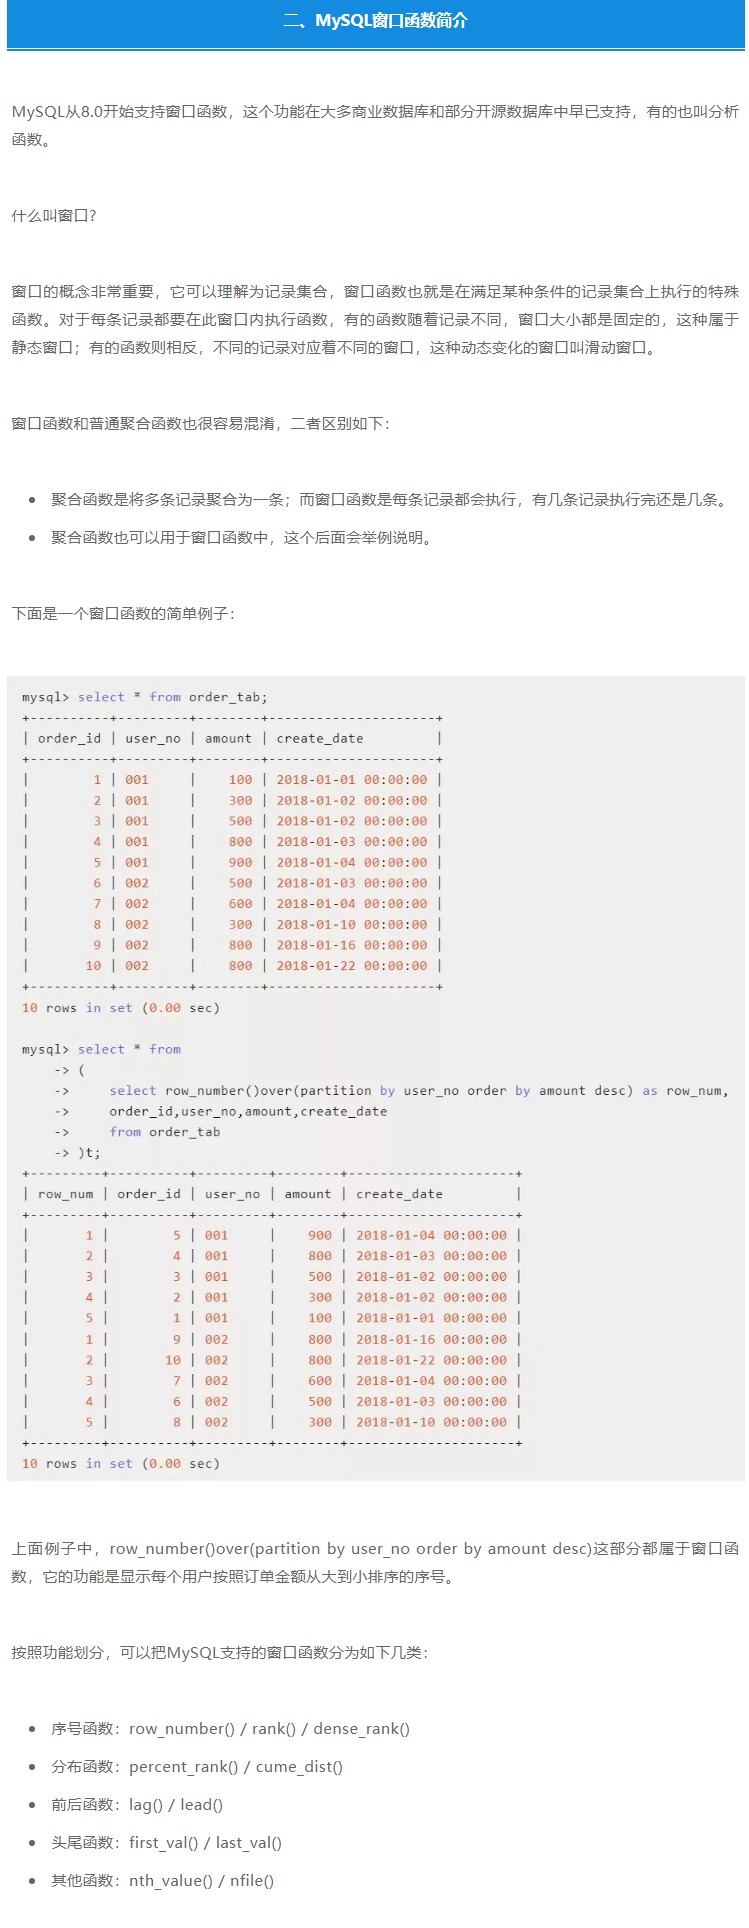 二、MySQL窗口函数简介
MySQL从8.0开始支持窗口函数，这个功能在大多商业数据库和部分开源数据库中早已支持，有的也叫分析
函数。
什么叫窗口?
窗口的概念非常重要，它可以理解为记录集合，窗口函数也就是在满足某种条件的记录集合上执行的特殊
函数。对于每条记录都要在此窗口内执行函数，有的函数随着记录不同，窗口大小都是固定的，这种属于
静态窗口；有的函数则相反，不同的记录对应着不同的窗口，这种动态变化的窗口叫滑动窗口。
窗口函数和普通聚合函数也很容易混淆，二者区别如下：
• 聚合函数是将多条记录聚合为一条；而窗口函数是每条记录都会执行，有几条记录执行完还是几条。
• 聚合函数也可以用于窗口函数中，这个后面会举例说明。
下面是一个窗口函数的简单例子：
mysql> select * from order_tab;
+----------+---------+--------+---------------------+
| order_id | user_no | amount | create_date         |
+----------+---------+--------+---------------------+
|        1 | 001     |    100 | 2018-01-01 00:00:00 |
|        2 | 001     |    300 | 2018-01-02 00:00:00 |
|        3 | 001     |    500 | 2018-01-02 00:00:00 |
|        4 | 001     |    800 | 2018-01-03 00:00:00 |
|        5 | 001     |    900 | 2018-01-04 00:00:00 |
|        6 | 002     |    500 | 2018-01-03 00:00:00 |
|        7 | 002     |    600 | 2018-01-04 00:00:00 |
|        8 | 002     |    300 | 2018-01-10 00:00:00 |
|        9 | 002     |    800 | 2018-01-16 00:00:00 |
|       10 | 002     |    800 | 2018-01-22 00:00:00 |
+----------+---------+--------+---------------------+
10 rows in set (0.00 sec)
mysql> select * from
    -> (
    ->     select row_number()over(partition by user_no order by amount desc) as row_num,
    ->     order_id,user_no,amount,create_date
    ->     from order_tab
    -> )t;
+---------+----------+---------+--------+---------------------+
| row_num | order_id | user_no | amount | create_date         |
+---------+----------+---------+--------+---------------------+
|       1 |        5 | 001     |    900 | 2018-01-04 00:00:00 |
|       2 |        4 | 001     |    800 | 2018-01-03 00:00:00 |
|       3 |        3 | 001     |    500 | 2018-01-02 00:00:00 |
|       4 |        2 | 001     |    300 | 2018-01-02 00:00:00 |
|       5 |        1 | 001     |    100 | 2018-01-01 00:00:00 |
|       1 |        9 | 002     |    800 | 2018-01-16 00:00:00 |
|       2 |       10 | 002     |    800 | 2018-01-22 00:00:00 |
|       3 |        7 | 002     |    600 | 2018-01-04 00:00:00 |
|       4 |        6 | 002     |    500 | 2018-01-03 00:00:00 |
|       5 |        8 | 002     |    300 | 2018-01-10 00:00:00 |
+---------+----------+---------+--------+---------------------+
10 rows in set (0.00 sec)
上面例子中，row_number()over(partition by user_no order by amount desc)这部分都属于窗口函
数，它的功能是显示每个用户按照订单金额从大到小排序的序号。
按照功能划分，可以把MySQL支持的窗口函数分为如下几类：
• 序号函数：row_number() / rank() / dense_rank()
• 分布函数：percent_rank() / cume_dist()
• 前后函数：lag() / lead()
• 头尾函数：first_val() / last_val()
• 其他函数：nth_value() / nfile()